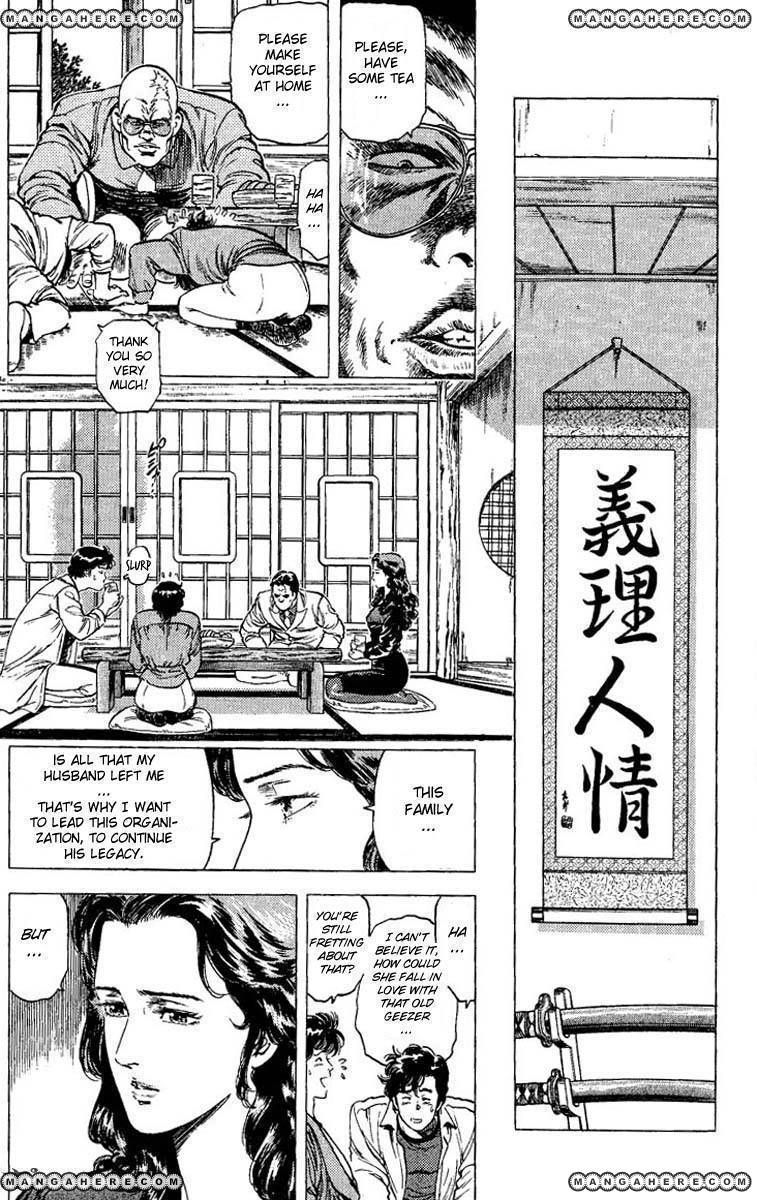 MANGAHERE.COM
MANGAHERE.COM
義理人情
PLEASE,
HAVE
SOME TEA
...
PLEASE
MAKE
YOURSELF
AT HOME
...
HA
HA
...
THANK
YOU SO
VERY
MUCH!
SLURP
THIS
FAMILY
...
IS ALL THAT MY
HUSBAND LEFT ME
...
THAT'S WHY I WANT
TO LEAD THIS ORGANI-
ZATION, TO CONTINUE
HIS LEGACY.
HA
...
I CAN'T
BELIEVE IT,
HOW COULD
SHE FALL IN
LOVE WITH
THAT OLD
GEEZER
...
YOU'RE
STILL
FRETTING
ABOUT
THAT?
BUT
...
MANGAHERE.COM
MANGAHERE.COM